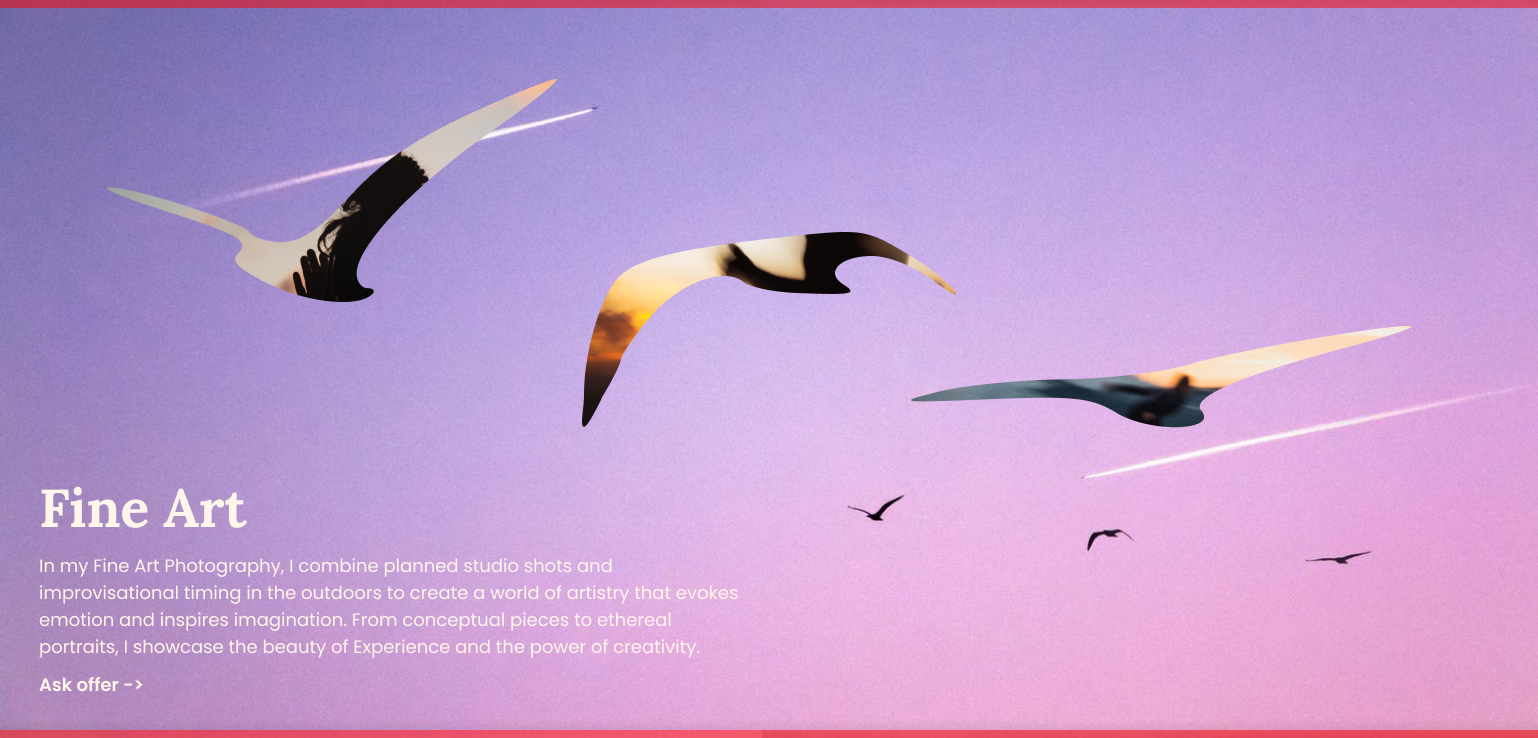 Fine Art
In my Fine Art Photography, I combine planned studio shots and
improvisational timing in the outdoors to create a world of artistry that evokes
emotion and inspires imagination. From conceptual pieces to ethereal
portraits, I showcase the beauty of Experience and the power of creativity.
Ask offer ->